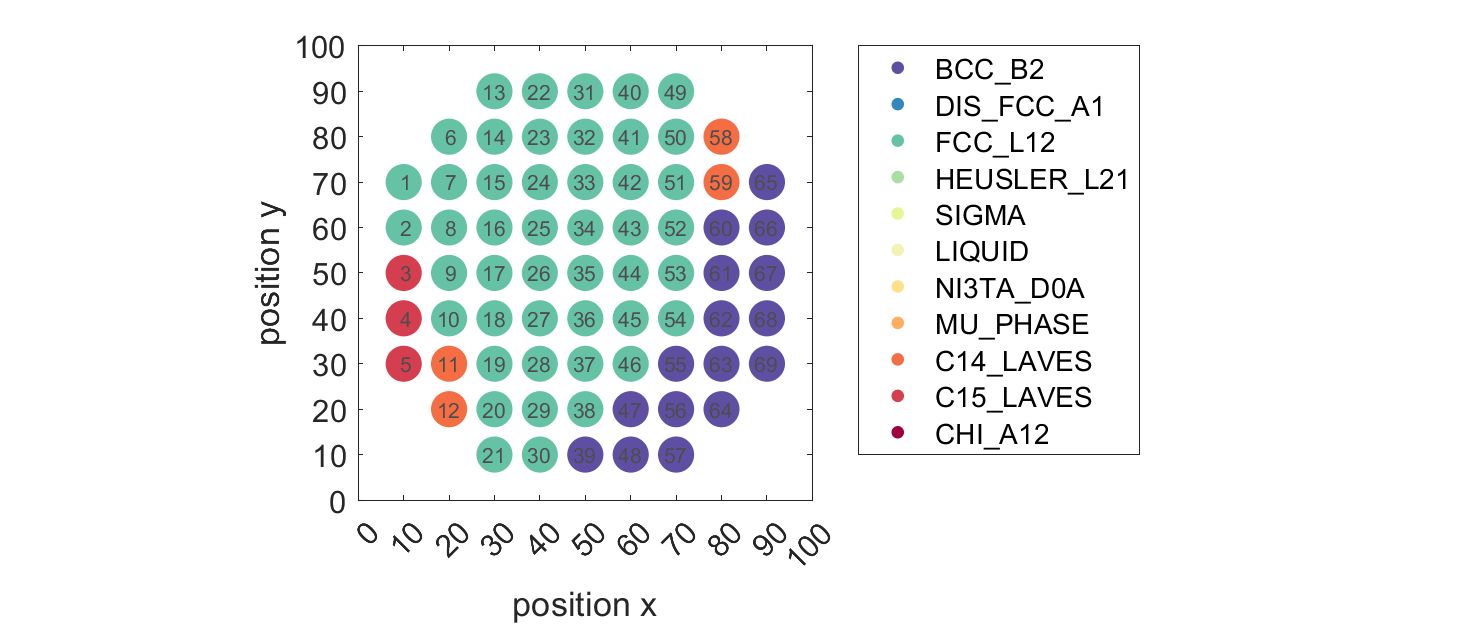 100
13 22 31 40 49
90
BCC_B2
DIS_FCC_A1
FCC_L12
HEUSLER_L21
SIGMA
LIQUID
NI3TA_D0A
MU_PHASE
C14_LAVES
C15_LAVES
CHI_A12
6 14 23 32 41 50 58
80
1 7 15 24 33 42 51 59 65
70
2 8 16 25 34 43 52 60 66
60
3 9 17 26 35 44 53 61 67
50
4 10 18 27 36 45 54 62 68
40
5 11 19 28 37 46 55 63 69
30
12 20 29 38 47 56 64
20
21 30 39 48 57
10
0
position y
0 10 20 30 40 50 60 70 80 90 100
position x